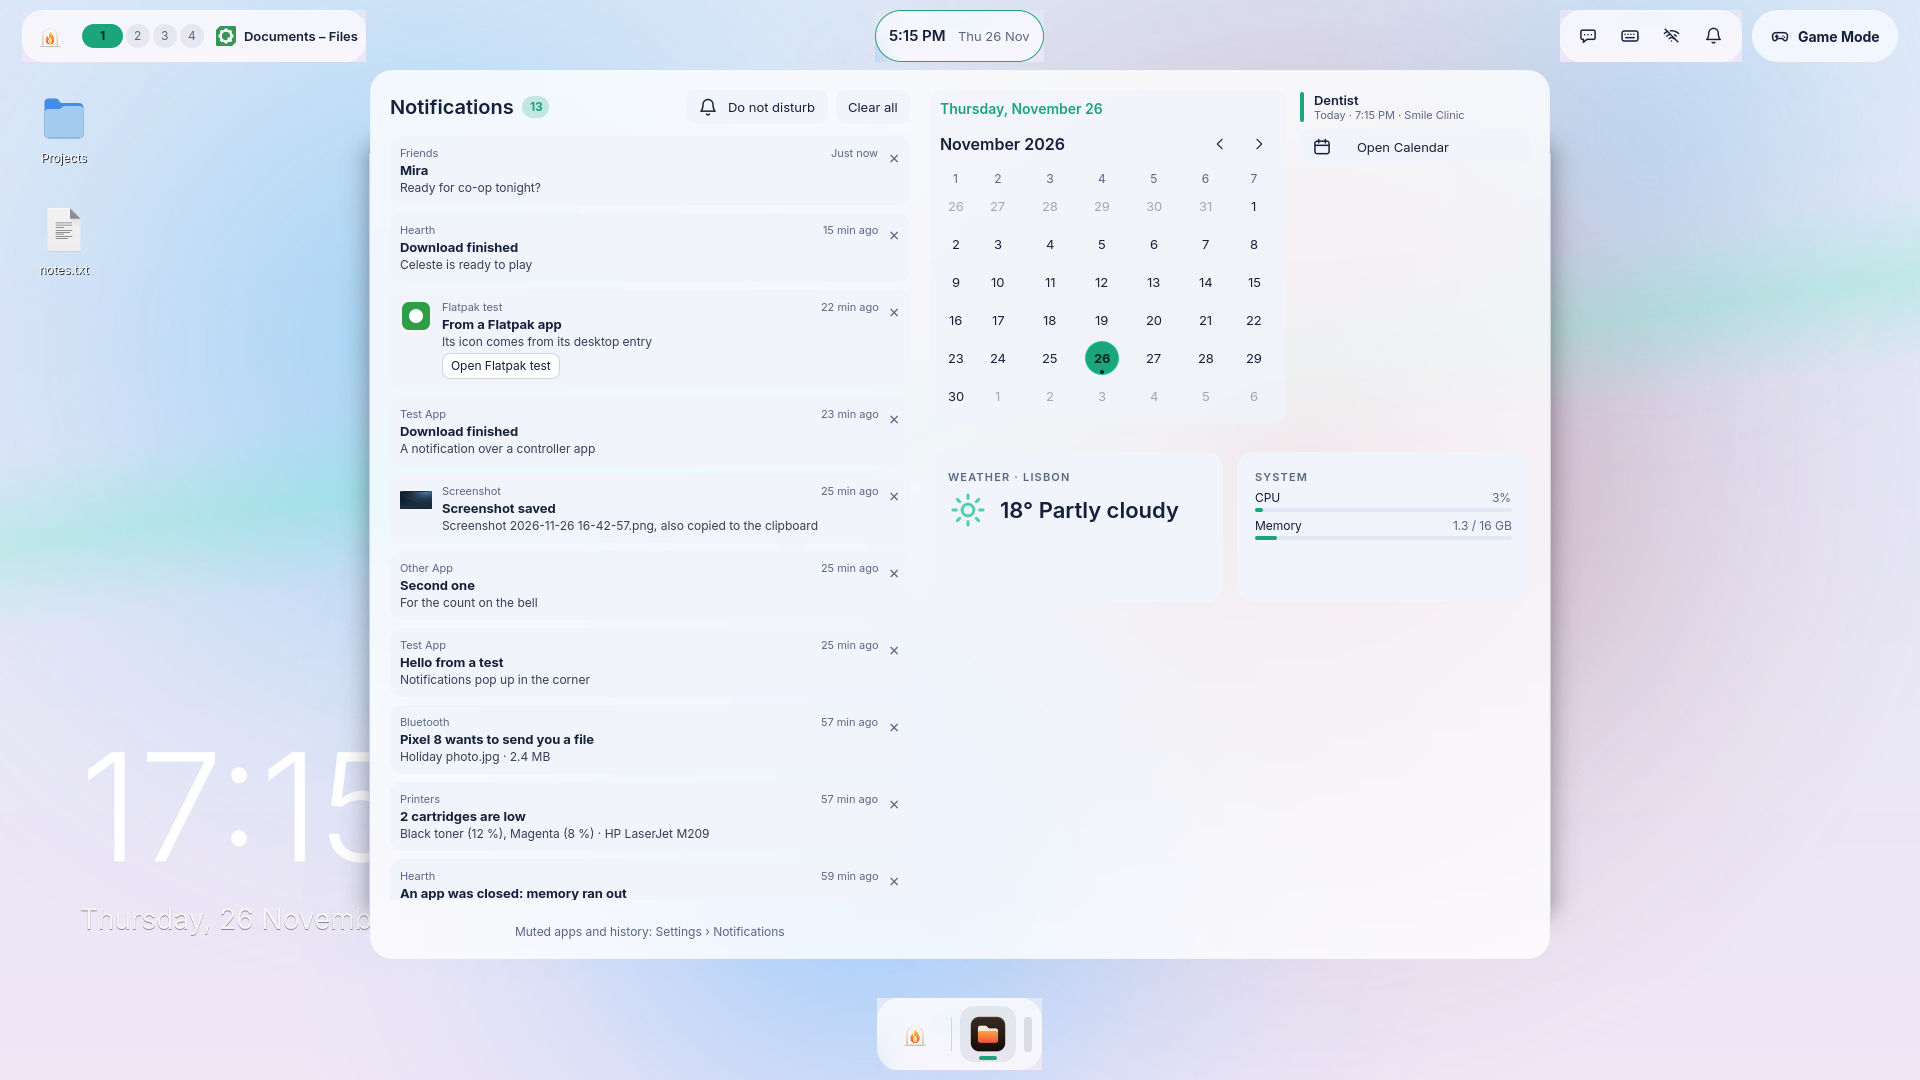 1 2 3 4 Documents – Files
5:15 PM Thu 26 Nov
Game Mode
Projects
notes.txt
17:15
Thursday, 26 Novemb
Notifications 13
Do not disturb
Clear all
Friends
Just now
Mira
Ready for co-op tonight?
Hearth
15 min ago
Download finished
Celeste is ready to play
Flatpak test
22 min ago
From a Flatpak app
Its icon comes from its desktop entry
Open Flatpak test
Test App
23 min ago
Download finished
A notification over a controller app
Screenshot
25 min ago
Screenshot saved
Screenshot 2026-11-26 16-42-57.png, also copied to the clipboard
Other App
25 min ago
Second one
For the count on the bell
Test App
25 min ago
Hello from a test
Notifications pop up in the corner
Bluetooth
57 min ago
Pixel 8 wants to send you a file
Holiday photo.jpg · 2.4 MB
Printers
57 min ago
2 cartridges are low
Black toner (12 %), Magenta (8 %) · HP LaserJet M209
Hearth
59 min ago
An app was closed: memory ran out
Muted apps and history: Settings › Notifications
Thursday, November 26
November 2026
1 2 3 4 5 6 7
26 27 28 29 30 31 1
2 3 4 5 6 7 8
9 10 11 12 13 14 15
16 17 18 19 20 21 22
23 24 25 26 27 28 29
30 1 2 3 4 5 6
Dentist
Today · 7:15 PM · Smile Clinic
Open Calendar
WEATHER · LISBON
18° Partly cloudy
SYSTEM
CPU 3%
Memory 1.3 / 16 GB